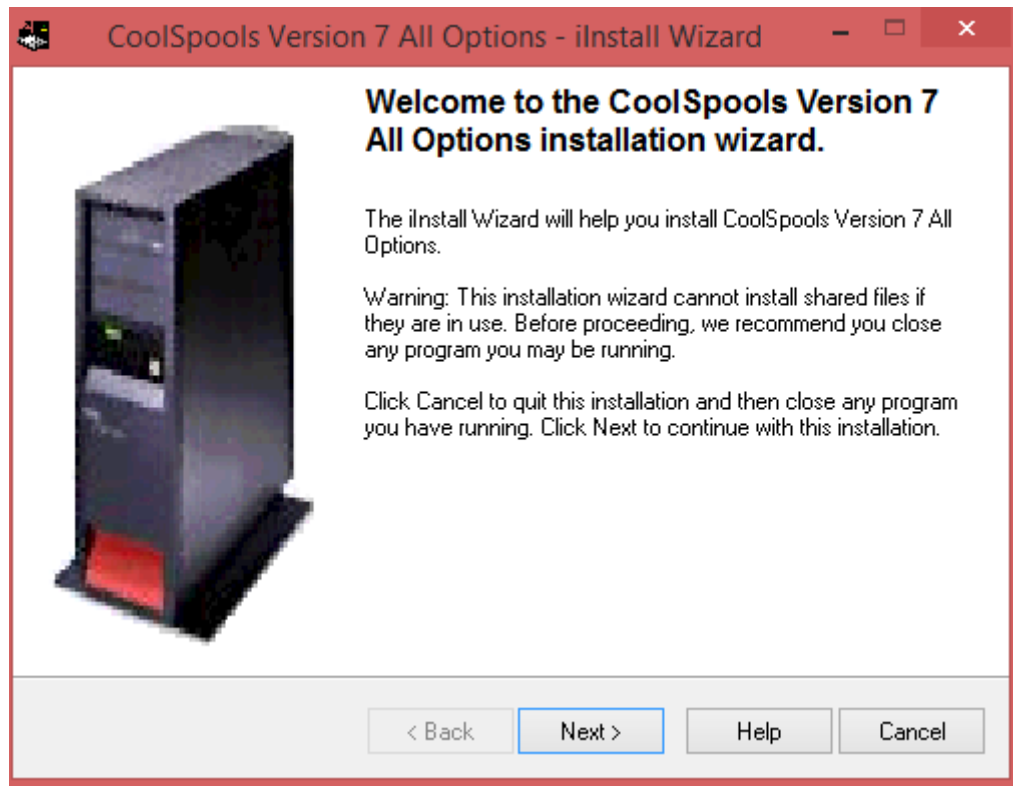 CoolSpools Version 7 All Options - iInstall Wizard
Welcome to the CoolSpools Version 7
All Options installation wizard.
The iInstall Wizard will help you install CoolSpools Version 7 All
Options.
Warning: This installation wizard cannot install shared files if
they are in use. Before proceeding, we recommend you close
any program you may be running.
Click Cancel to quit this installation and then close any program
you have running. Click Next to continue with this installation.
< Back
Next >
Help
Cancel